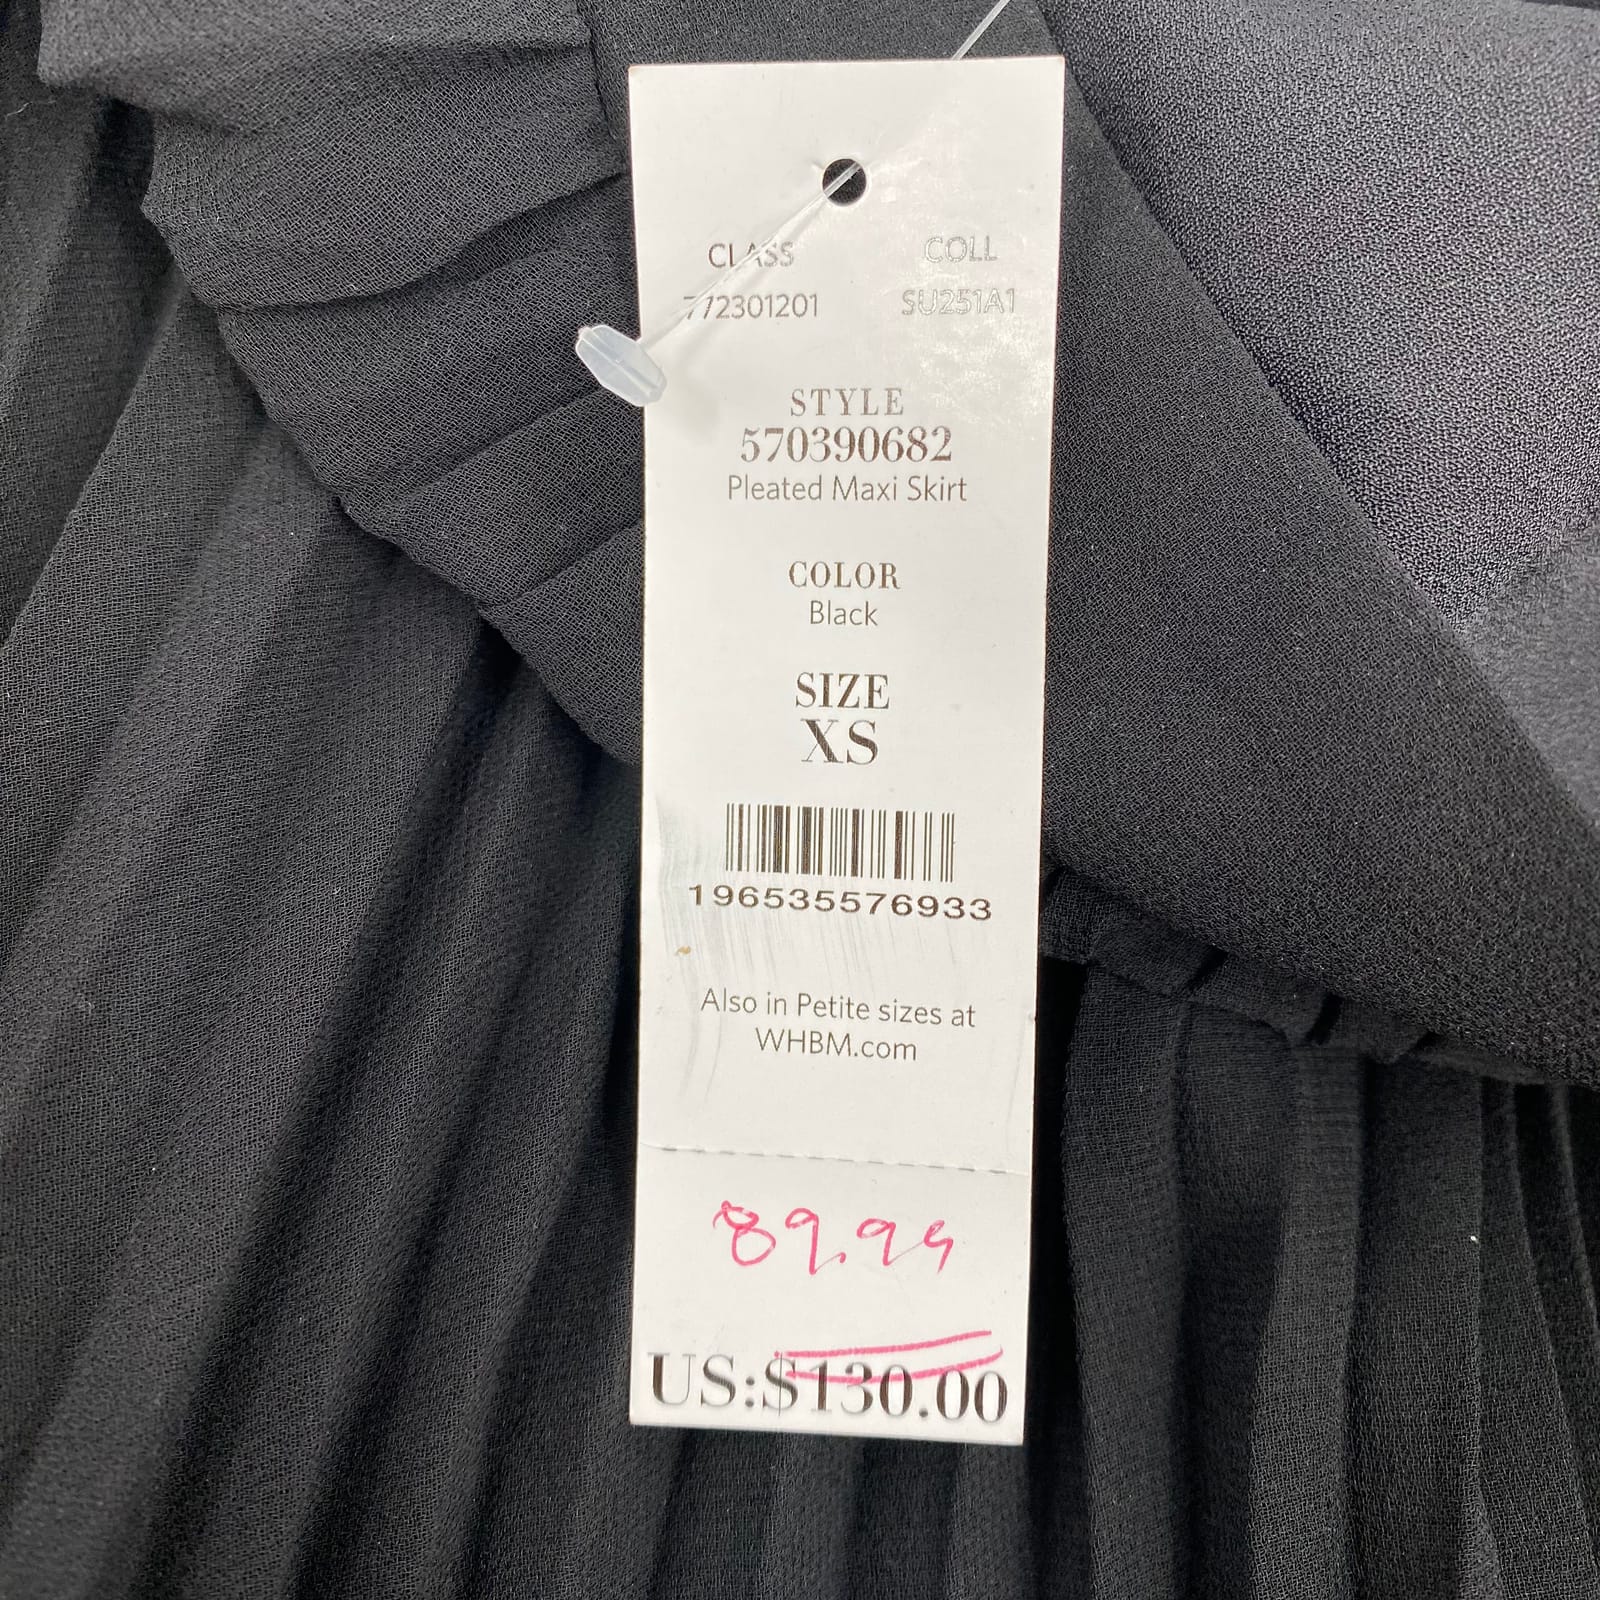 CLASS COLL
772301201 SU251A1
STYLE
570390682
Pleated Maxi Skirt
COLOR
Black
SIZE
XS
196535576933
Also in Petite sizes at
WHBM.com
89.99
US:$130.00